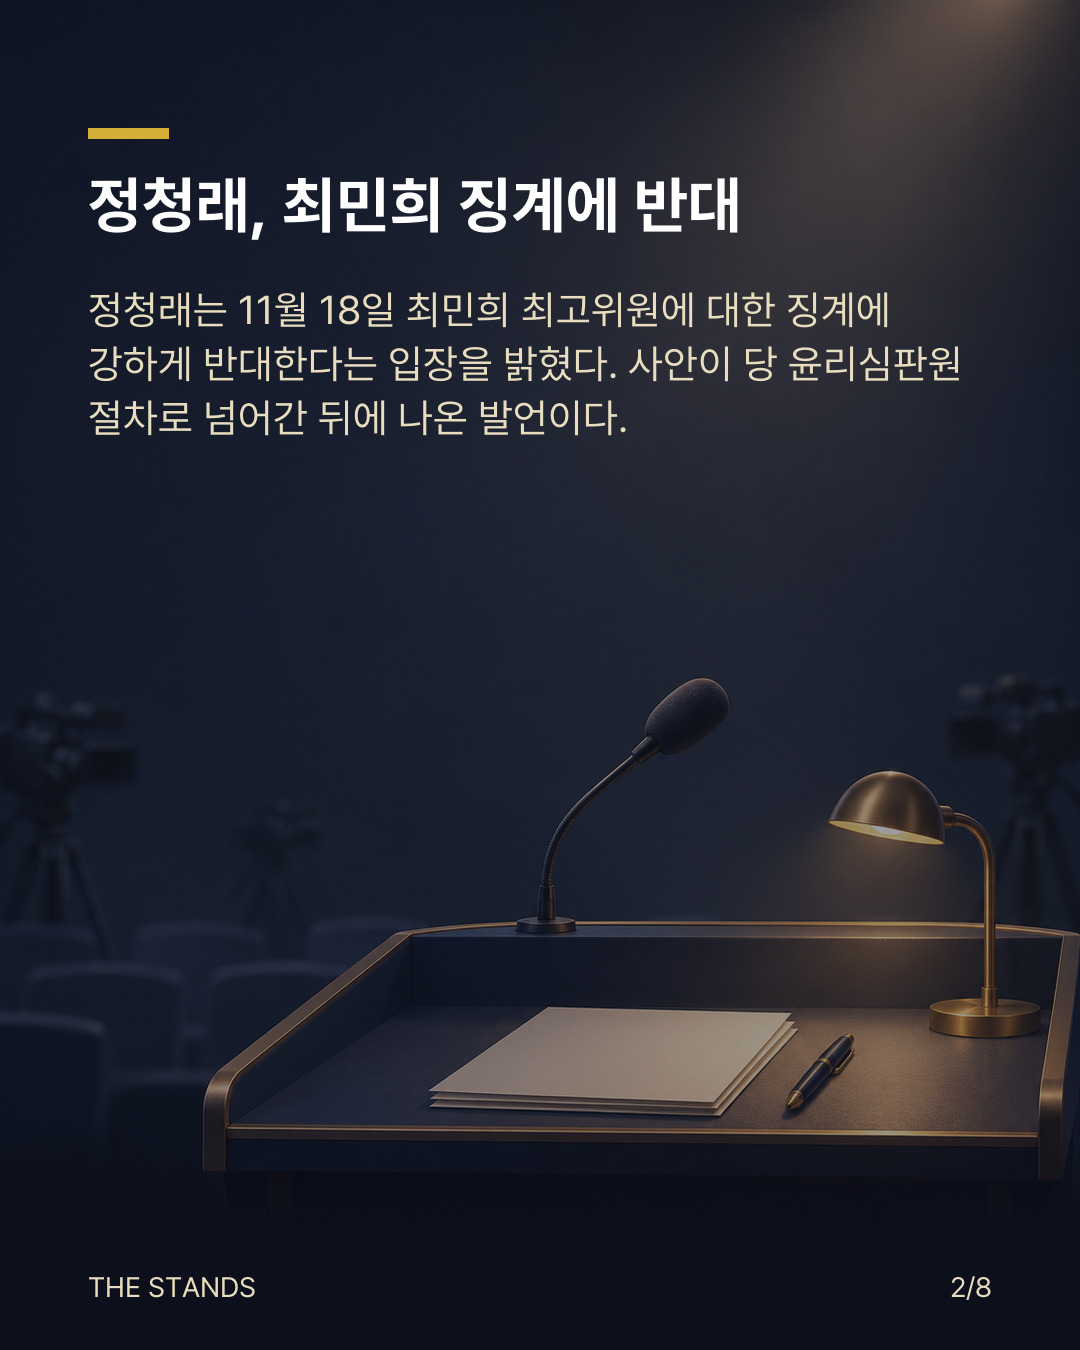 정청래, 최민희 징계에 반대
정청래는 11월 18일 최민희 최고위원에 대한 징계에
강하게 반대한다는 입장을 밝혔다. 사안이 당 윤리심판원
절차로 넘어간 뒤에 나온 발언이다.
THE STANDS
2/8